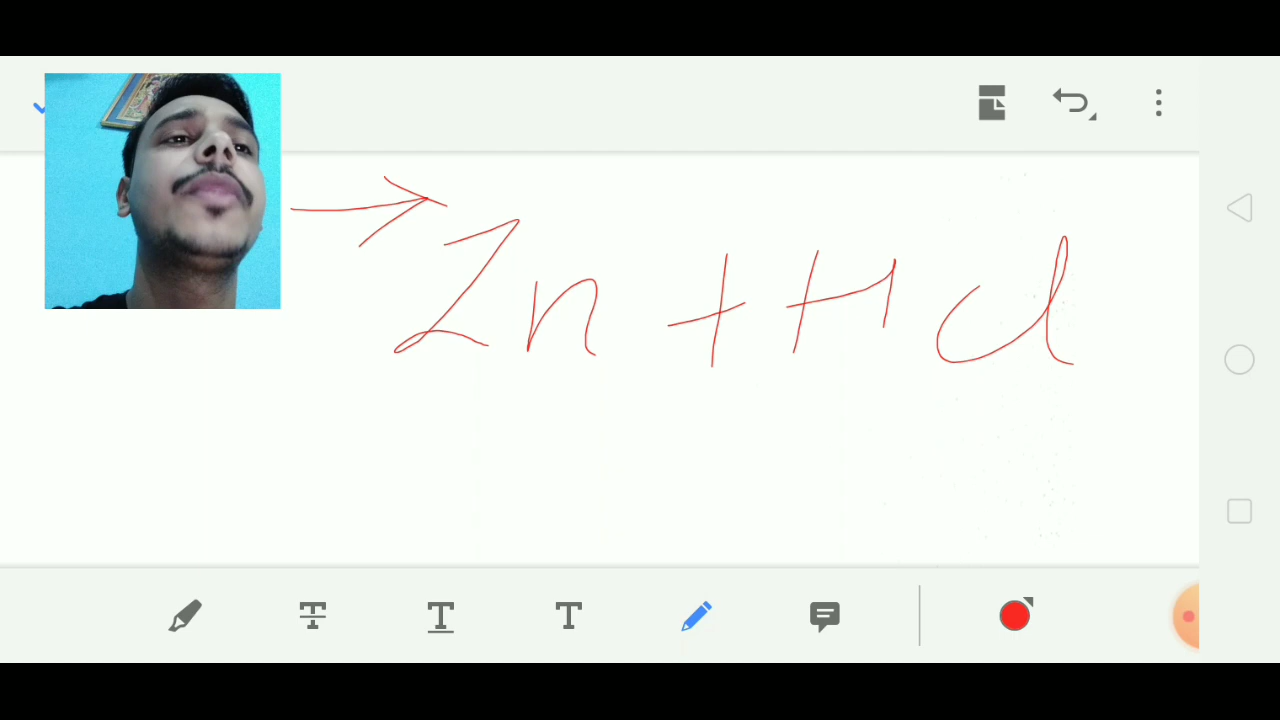 → Zn + HCl